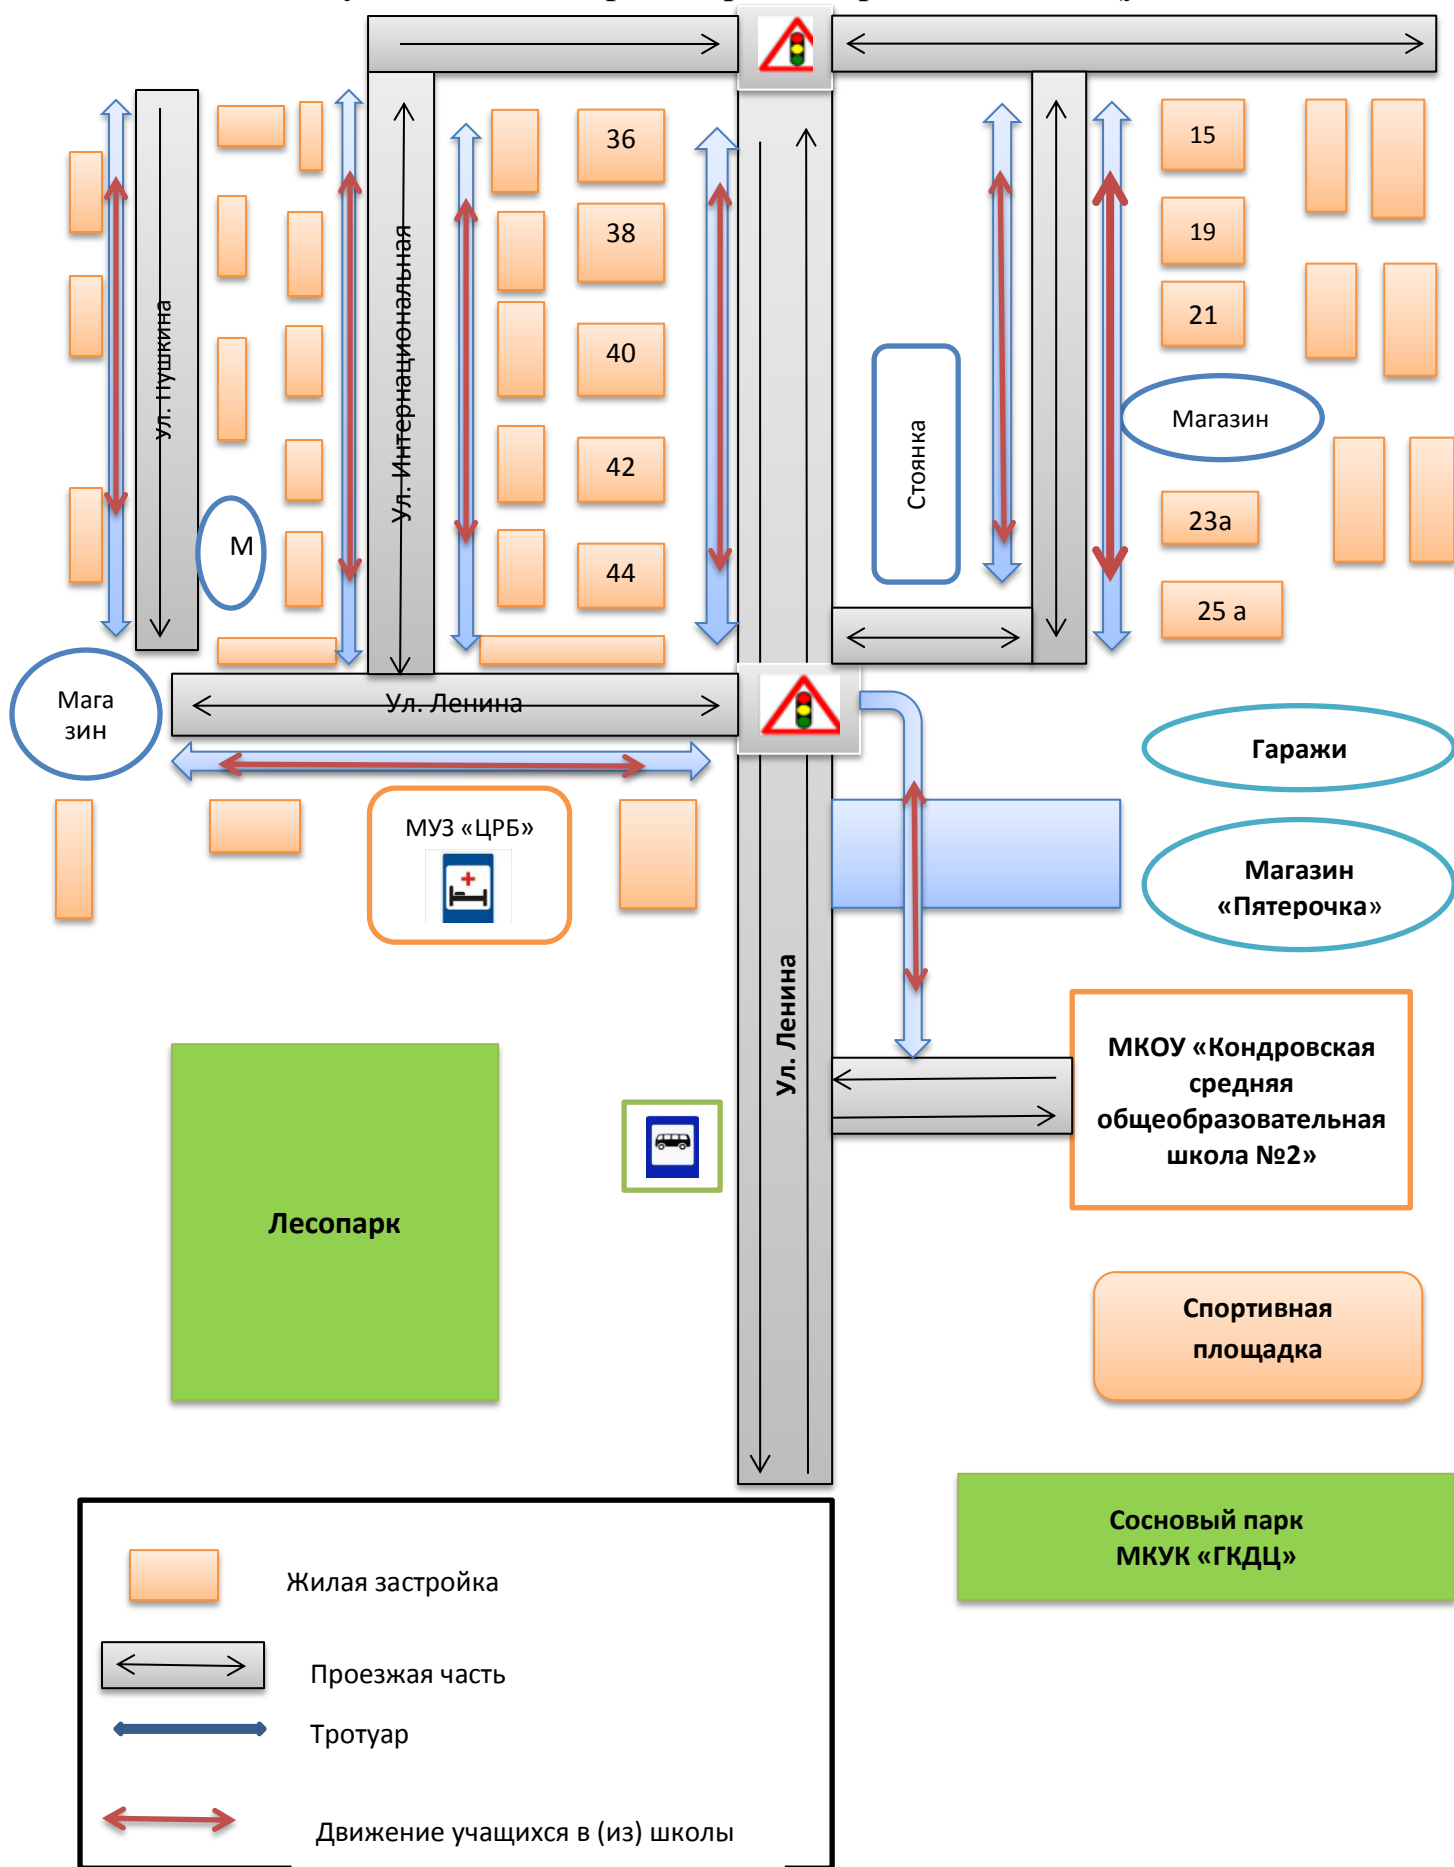 36
15
38
19
Ул. Пушкина
Ул. Интернациональная
21
40
Магазин
Стоянка
42
23а
М
44
25 а
Мага
зин
Ул. Ленина
Гаражи
МУЗ «ЦРБ»
Магазин
«Пятерочка»
Ул. Ленина
МКОУ «Кондровская
средняя
общеобразовательная
школа №2»
Лесопарк
Спортивная
площадка
Сосновый парк
МКУК «ГКДЦ»
Жилая застройка
Проезжая часть
Тротуар
Движение учащихся в (из) школы